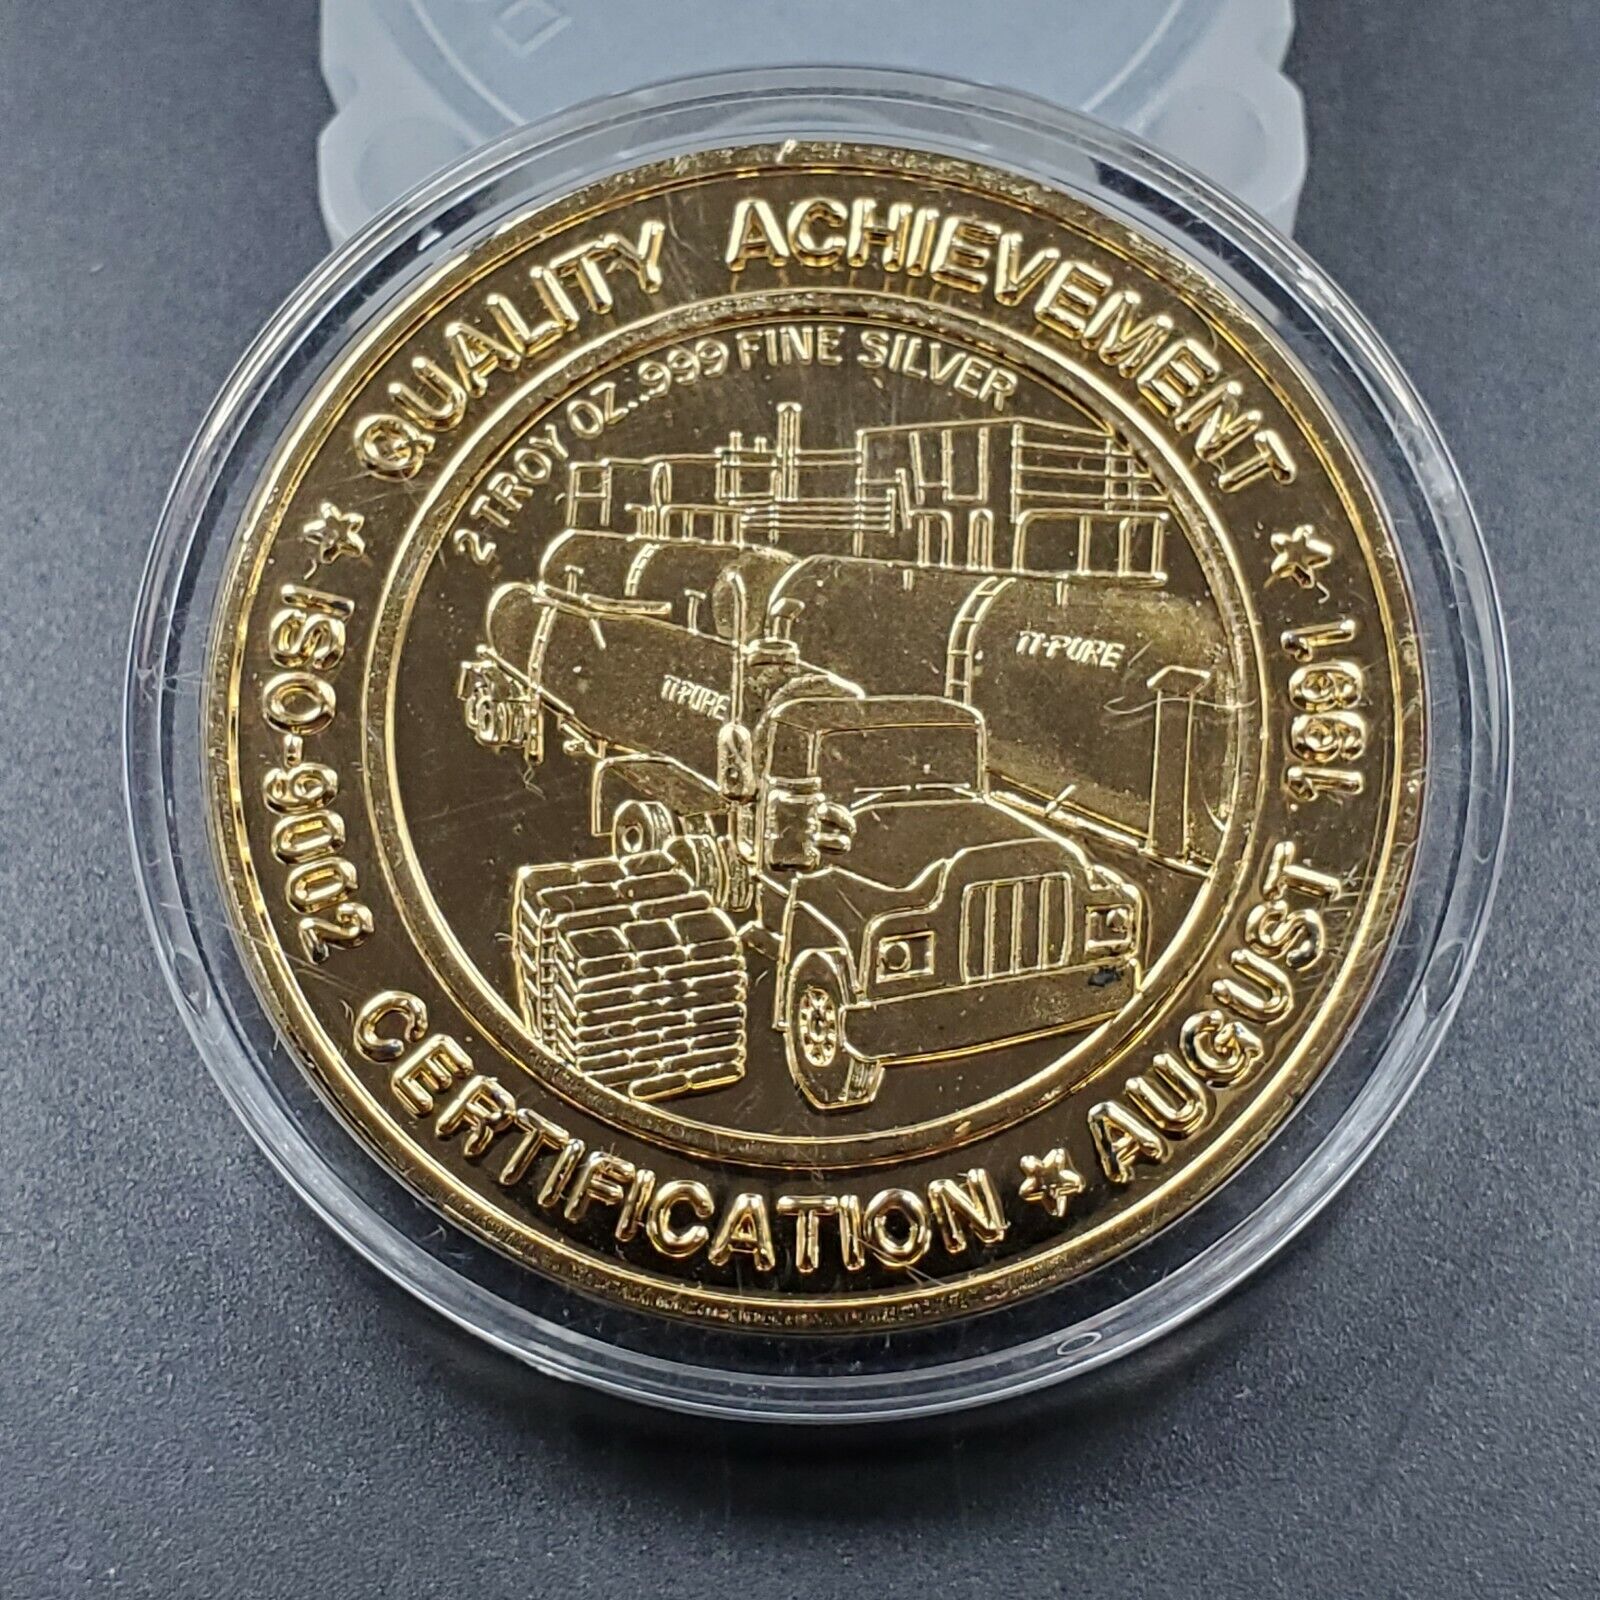 QUALITY ACHIEVEMENT
AUGUST 1991
CERTIFICATION
ISO-9002
2 TROY OZ. .999 FINE SILVER
TI-PURE
TI-PURE